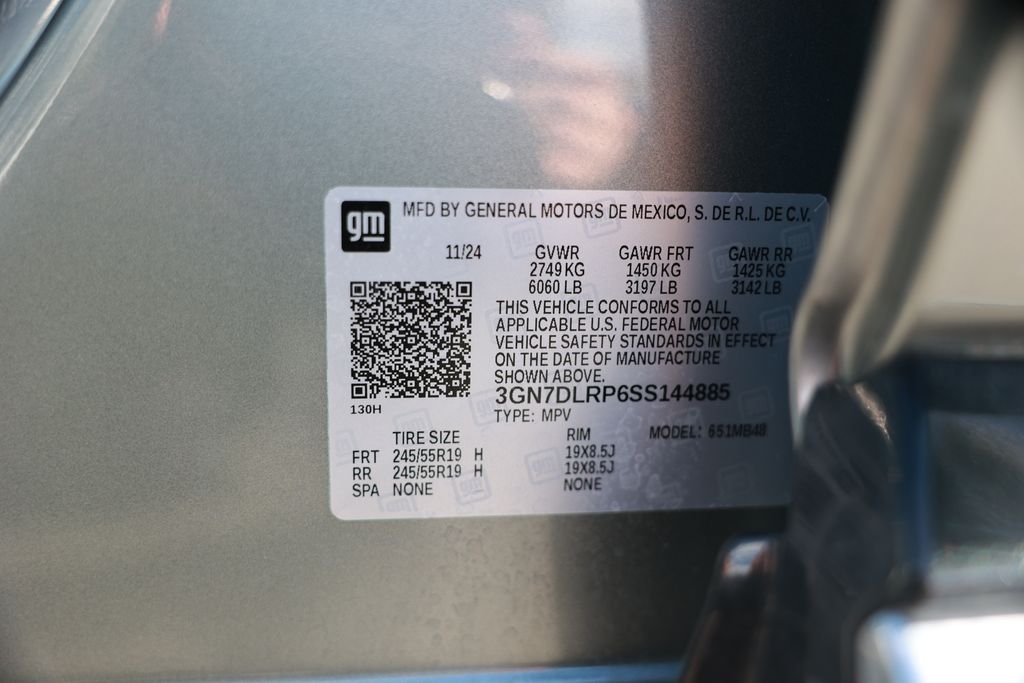 gm
MFD BY GENERAL MOTORS DE MEXICO, S. DE R.L. DE C.V.
11/24 GVWR GAWR FRT GAWR RR
2749 KG 1450 KG 1425 KG
6060 LB 3197 LB 3142 LB
THIS VEHICLE CONFORMS TO ALL
APPLICABLE U.S. FEDERAL MOTOR
VEHICLE SAFETY STANDARDS IN EFFECT
ON THE DATE OF MANUFACTURE
SHOWN ABOVE.
3GN7DLRP6SS144885
130H
TYPE: MPV
TIRE SIZE RIM MODEL: 651MB48
FRT 245/55R19 H 19X8.5J
RR 245/55R19 H 19X8.5J
SPA NONE NONE